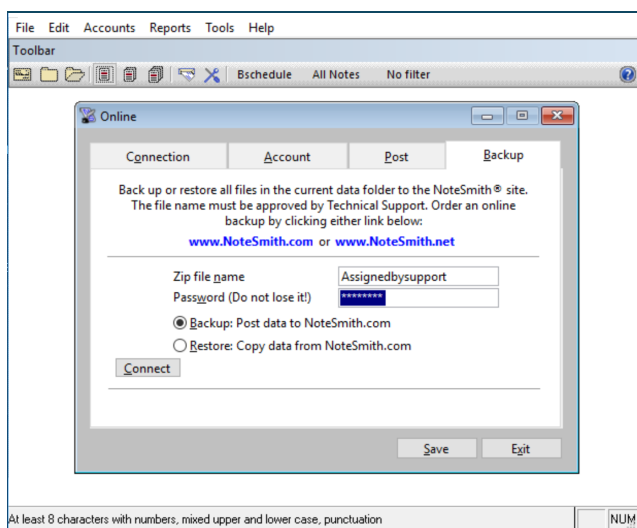 File Edit Accounts Reports Tools Help
Toolbar
Bschedule All Notes No filter
Online
Connection Account Post Backup
Back up or restore all files in the current data folder to the NoteSmith® site.
The file name must be approved by Technical Support. Order an online
backup by clicking either link below:
www.NoteSmith.com or www.NoteSmith.net
Zip file name Assignedbysupport
Password (Do not lose it!) ********
Backup: Post data to NoteSmith.com
Restore: Copy data from NoteSmith.com
Connect
Save Exit
At least 8 characters with numbers, mixed upper and lower case, punctuation NUM